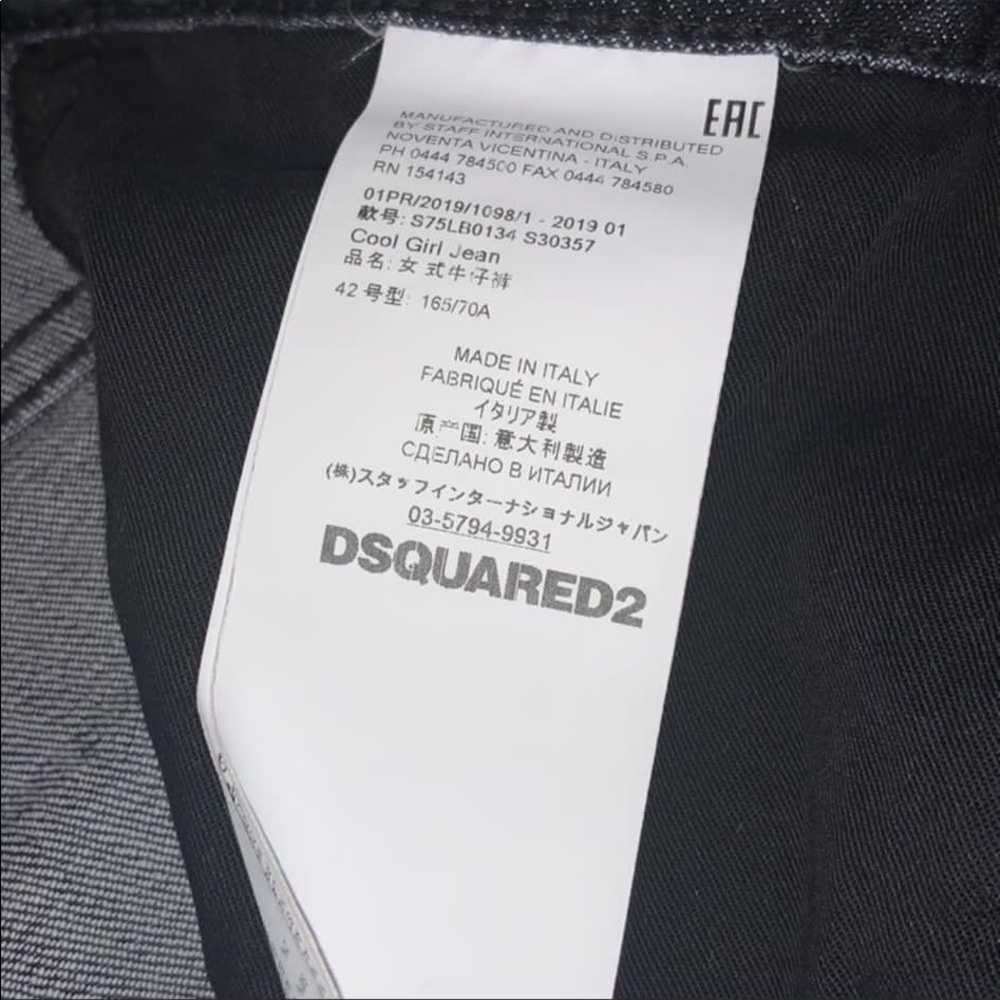 EAC
MANUFACTURED AND DISTRIBUTED
BY STAFF INTERNATIONAL S.P.A.
NOVENTA VICENTINA - ITALY
PH 0444 784500 FAX 0444 784580
RN 154143
01PR/2019/1098/1 - 2019 01
款号: S75LB0134 S30357
Cool Girl Jean
品名: 女式牛仔裤
42 号型: 165/70A
MADE IN ITALY
FABRIQUÉ EN ITALIE
イタリア製
原产国: 意大利製造
СДЕЛАНО В ИТАЛИИ
(株)スタッフインターナショナルジャパン
03-5794-9931
DSQUARED2